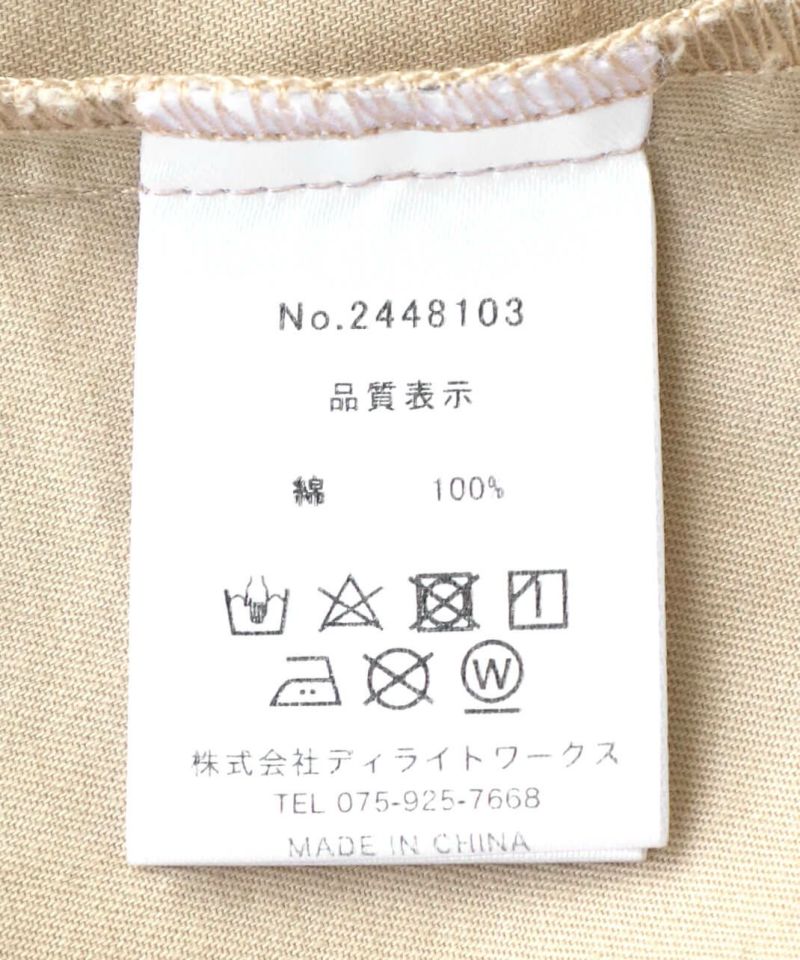 No.2448103
品質表示
綿 100%
W
株式会社ディライトワークス
TEL 075-925-7668
MADE IN CHINA